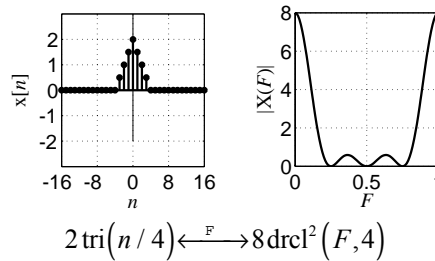 x[n]
2
1
0
-1
-2
-16 -8 0 8 16
n
|X(F)|
8
6
4
2
0
0 0.5
F
2 tri(n / 4) ⟷ᶠ 8 drcl²(F, 4)